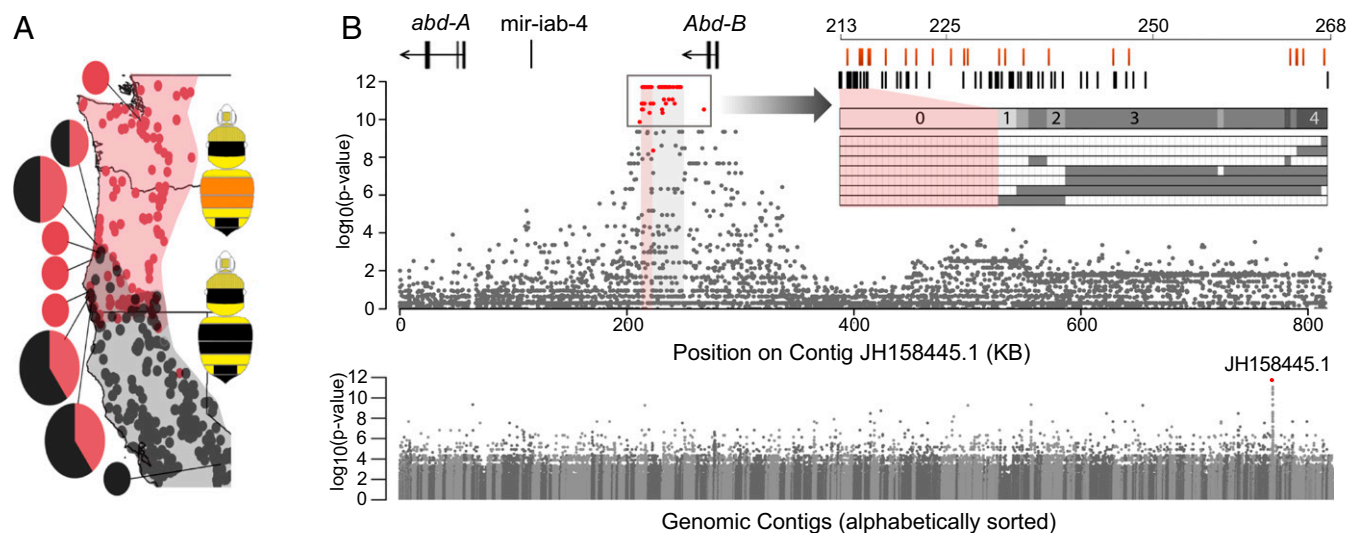 A
B
abd-A
mir-iab-4
Abd-B
213 225 250 268
0 1 2 3 4
log10(p-value)
12
10
8
6
4
2
0
0 200 400 600 800
Position on Contig JH158445.1 (KB)
JH158445.1
log10(p-value)
12
10
8
6
4
2
0
Genomic Contigs (alphabetically sorted)